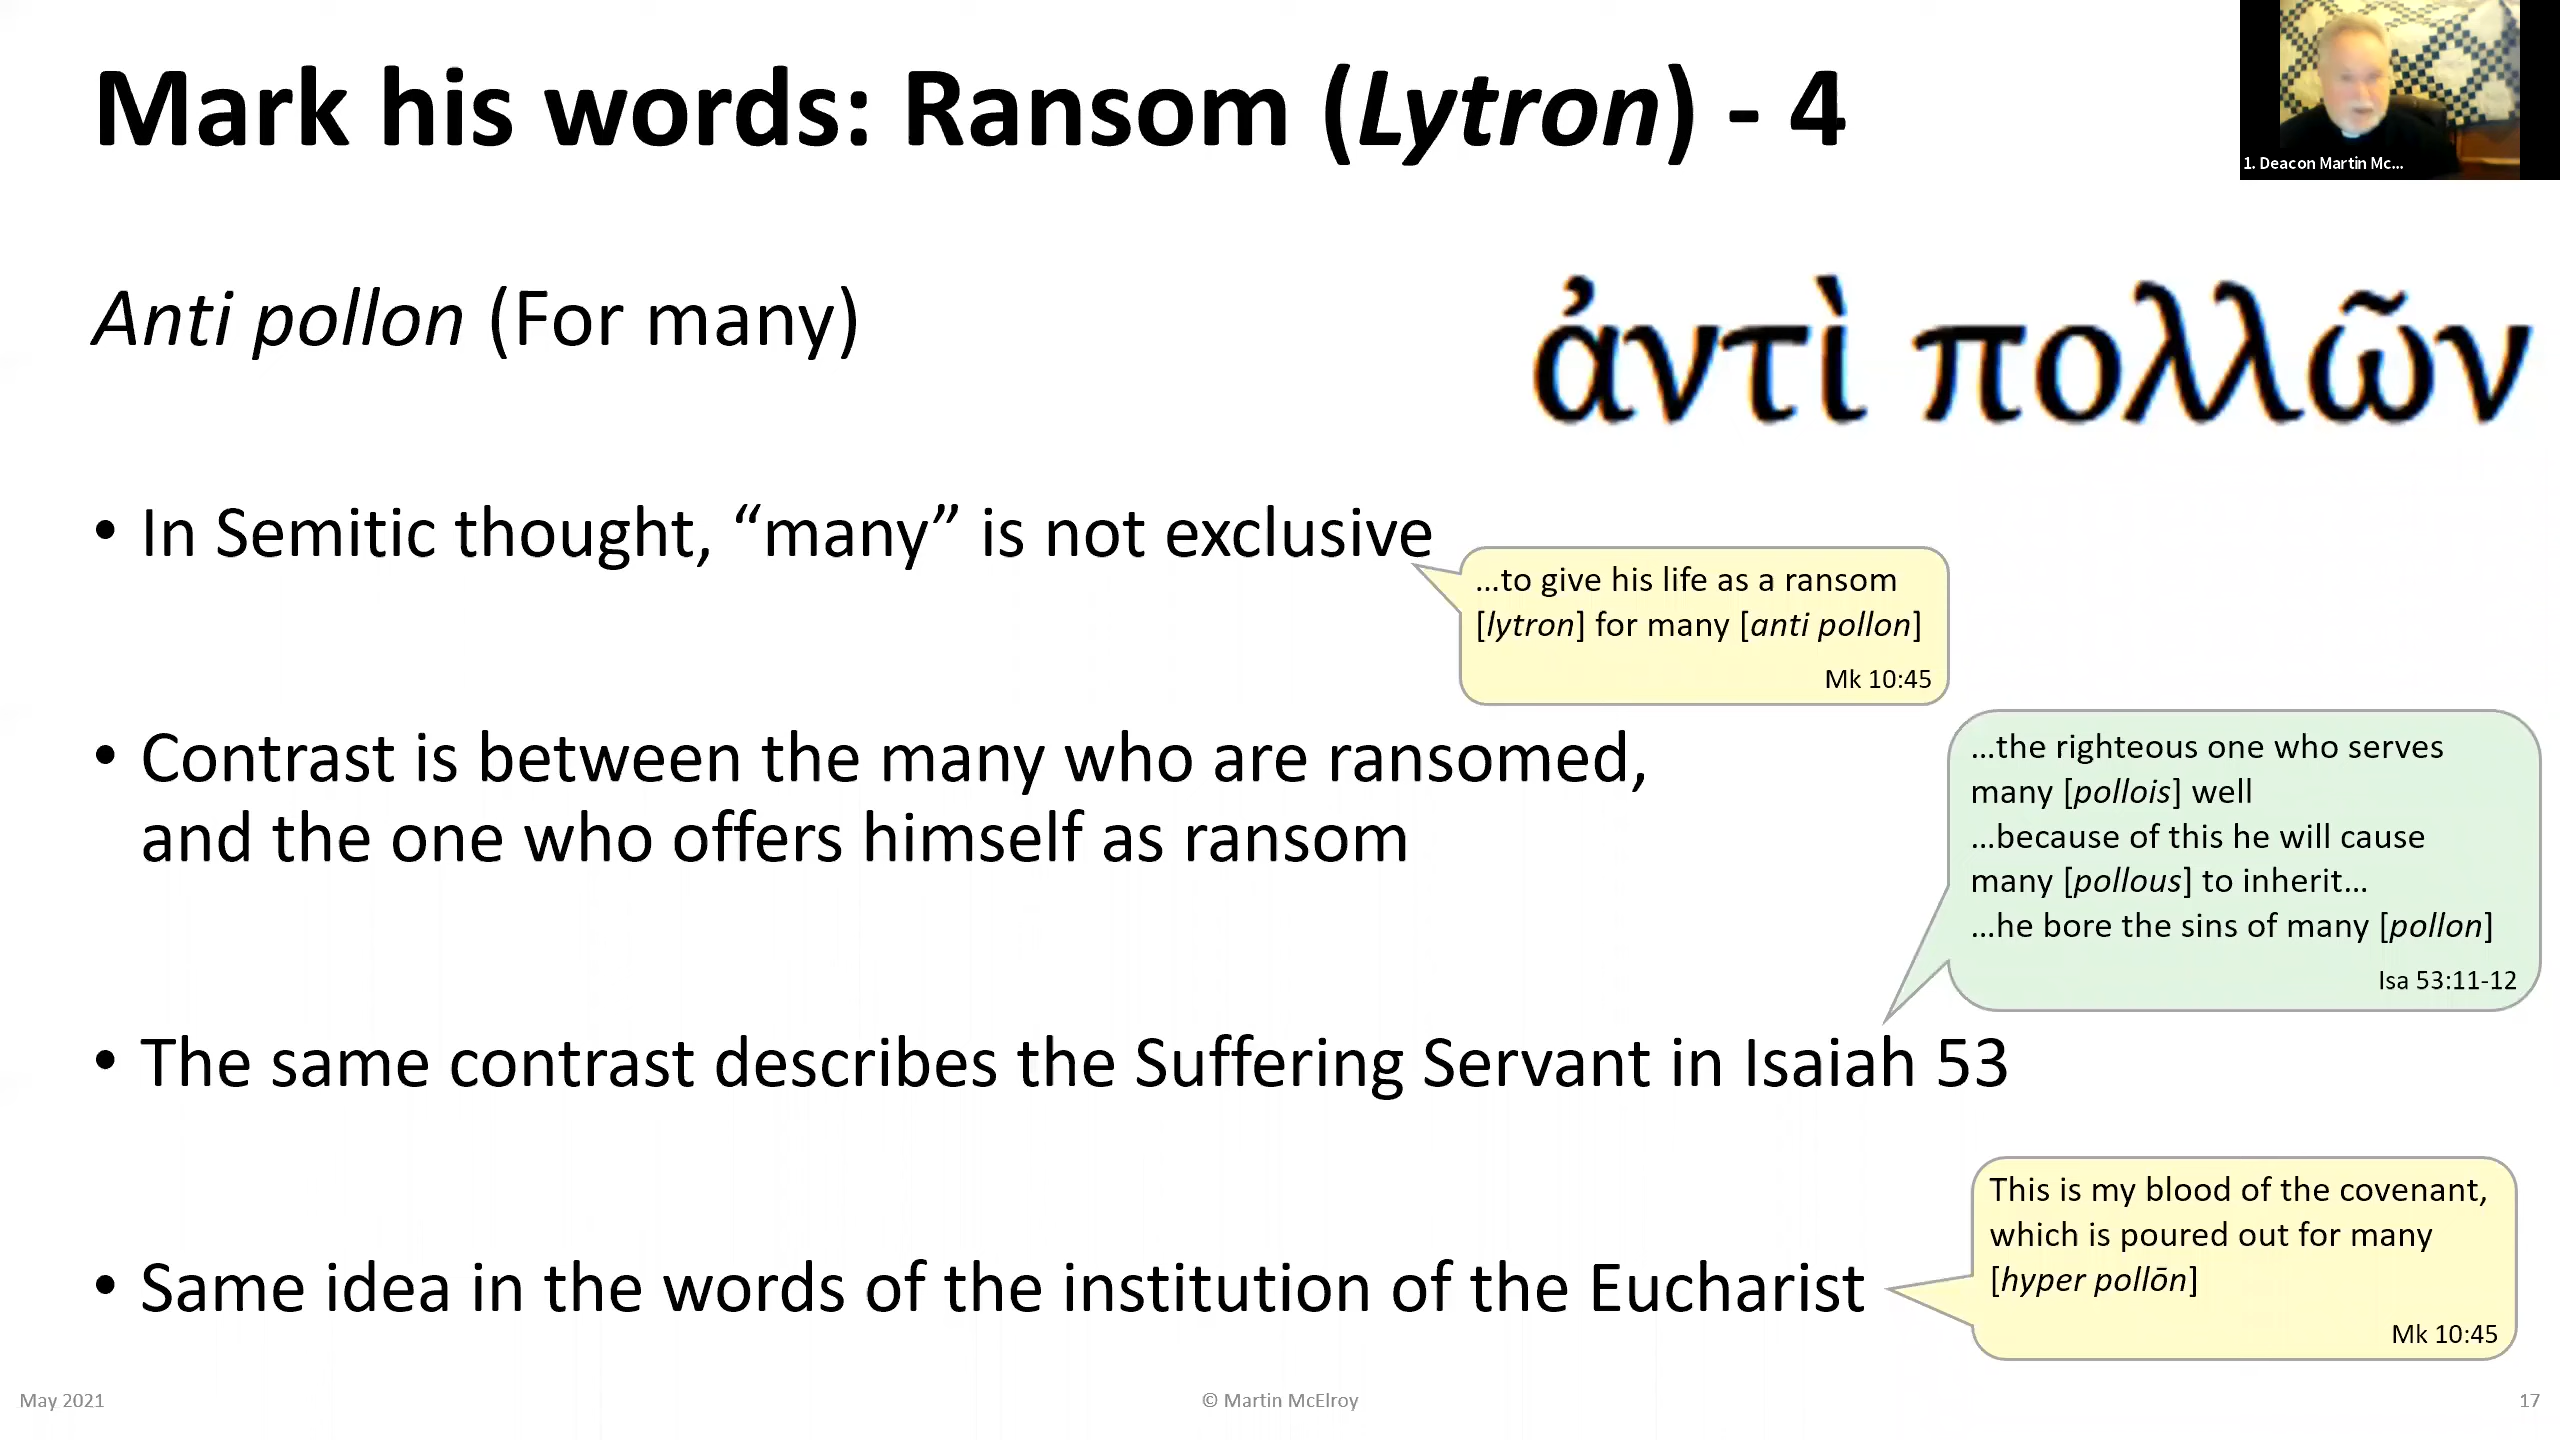 Mark his words: Ransom (Lytron) - 4
1. Deacon Martin Mc...
Anti pollon (For many)
ἀντὶ πολλῶν
• In Semitic thought, “many” is not exclusive
...to give his life as a ransom
[lytron] for many [anti pollon]
Mk 10:45
• Contrast is between the many who are ransomed,
and the one who offers himself as ransom
...the righteous one who serves
many [pollois] well
...because of this he will cause
many [pollous] to inherit...
...he bore the sins of many [pollon]
Isa 53:11-12
• The same contrast describes the Suffering Servant in Isaiah 53
• Same idea in the words of the institution of the Eucharist
This is my blood of the covenant,
which is poured out for many
[hyper pollōn]
Mk 10:45
May 2021
© Martin McElroy
17